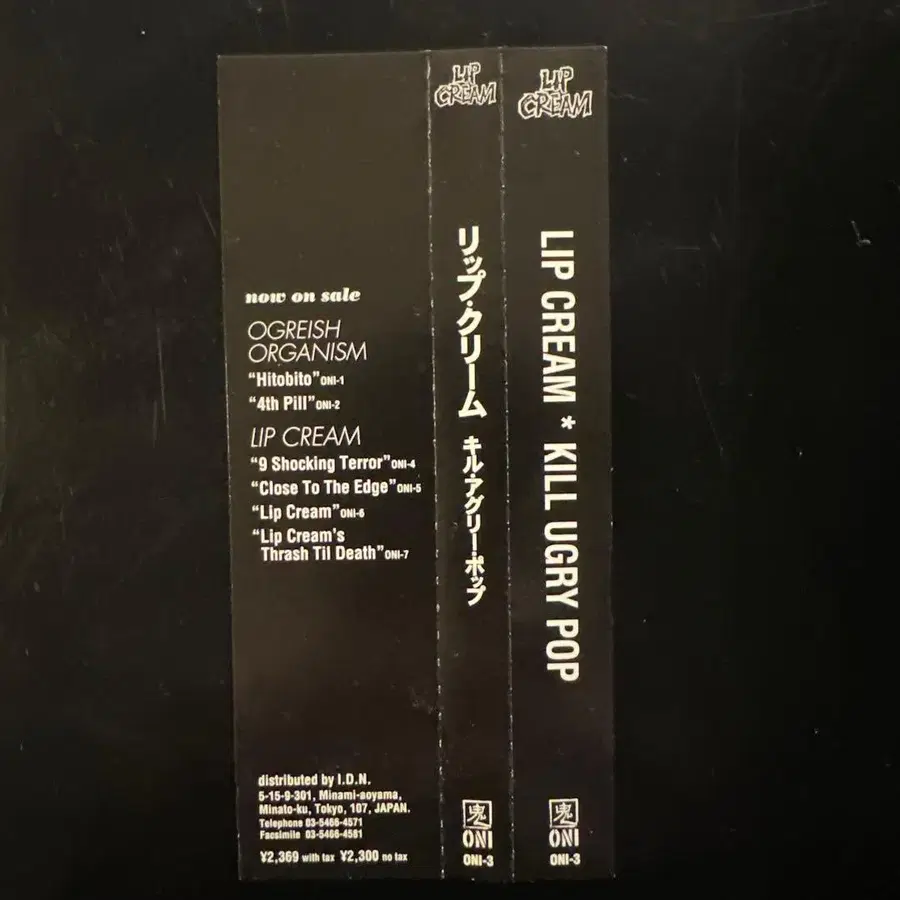 now on sale
OGREISH
ORGANISM
“Hitobito” ONI-1
“4th Pill” ONI-2
LIP CREAM
“9 Shocking Terror” ONI-4
“Close To The Edge” ONI-5
“Lip Cream” ONI-6
“Lip Cream's
Thrash Til Death” ONI-7
distributed by I.D.N.
5-15-9-301, Minami-aoyama,
Minato-ku, Tokyo, 107, JAPAN.
Telephone 03-5466-4571
Facsimile 03-5466-4581
¥2,369 with tax ¥2,300 no tax
LIP
CREAM
リップ・クリーム キル・アグリー・ポップ
鬼
ONI
ONI-3
LIP
CREAM
LIP CREAM * KILL UGRY POP
鬼
ONI
ONI-3